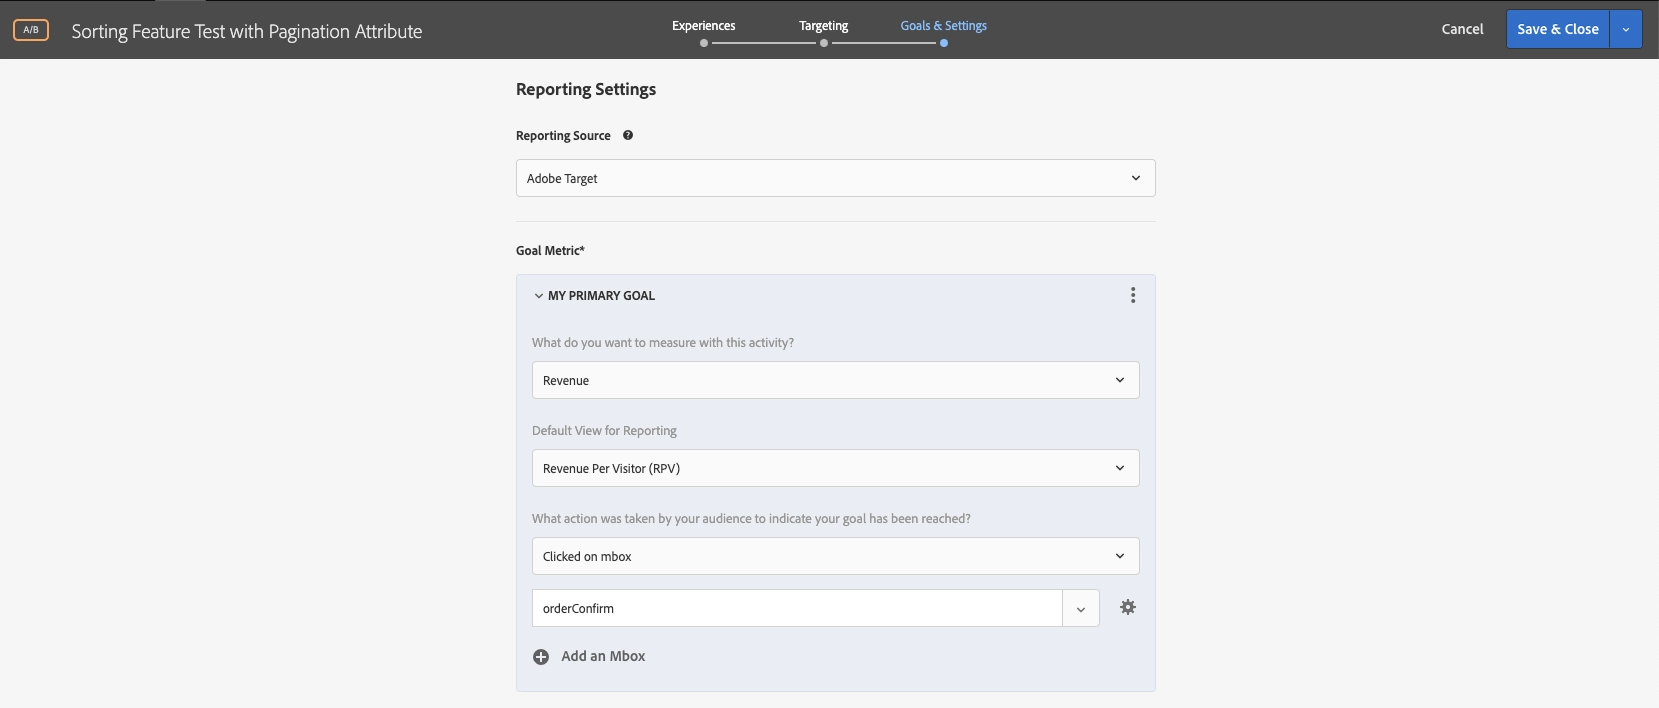 A/B
Sorting Feature Test with Pagination Attribute
Experiences
Targeting
Goals & Settings
Cancel
Save & Close
Reporting Settings
Reporting Source
Adobe Target
Goal Metric*
MY PRIMARY GOAL
What do you want to measure with this activity?
Revenue
Default View for Reporting
Revenue Per Visitor (RPV)
What action was taken by your audience to indicate your goal has been reached?
Clicked on mbox
orderConfirm
Add an Mbox